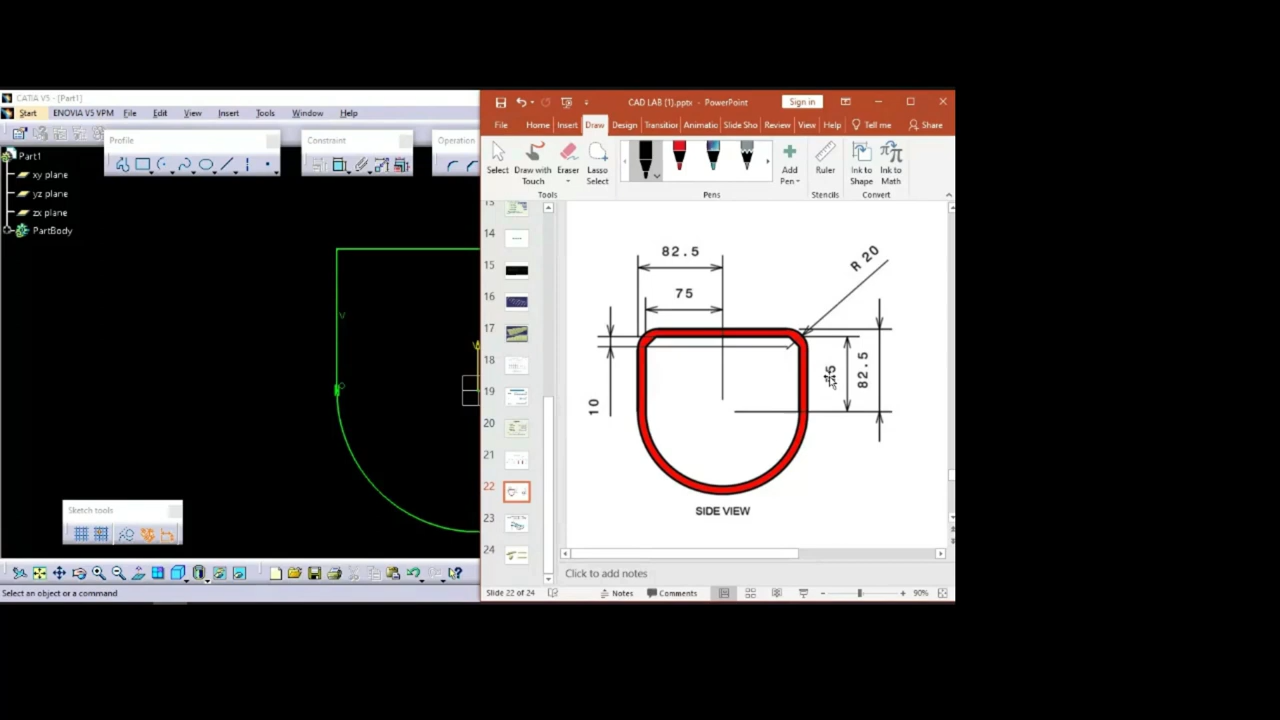 CATIA V5 - [Part1]
Start ENOVIA V5 VPM File Edit View Insert Tools Window Help
Profile
Constraint
Operation
Part1
xy plane
yz plane
zx plane
PartBody
V
Sketch tools
Select an object or a command
CAD LAB (1).pptx - PowerPoint
Sign in
File Home Insert Draw Design Transitior Animatic Slide Sho Review View Help Tell me Share
Select
Draw with Touch
Eraser
Lasso Select
Add Pen
Ruler
Ink to Shape
Ink to Math
Tools
Pens
Stencils
Convert
15
14
15
16
17
18
19
20
21
22
23
24
82.5
75
R 20
82.5
10
SIDE VIEW
Click to add notes
Slide 22 of 24
Notes
Comments
90%